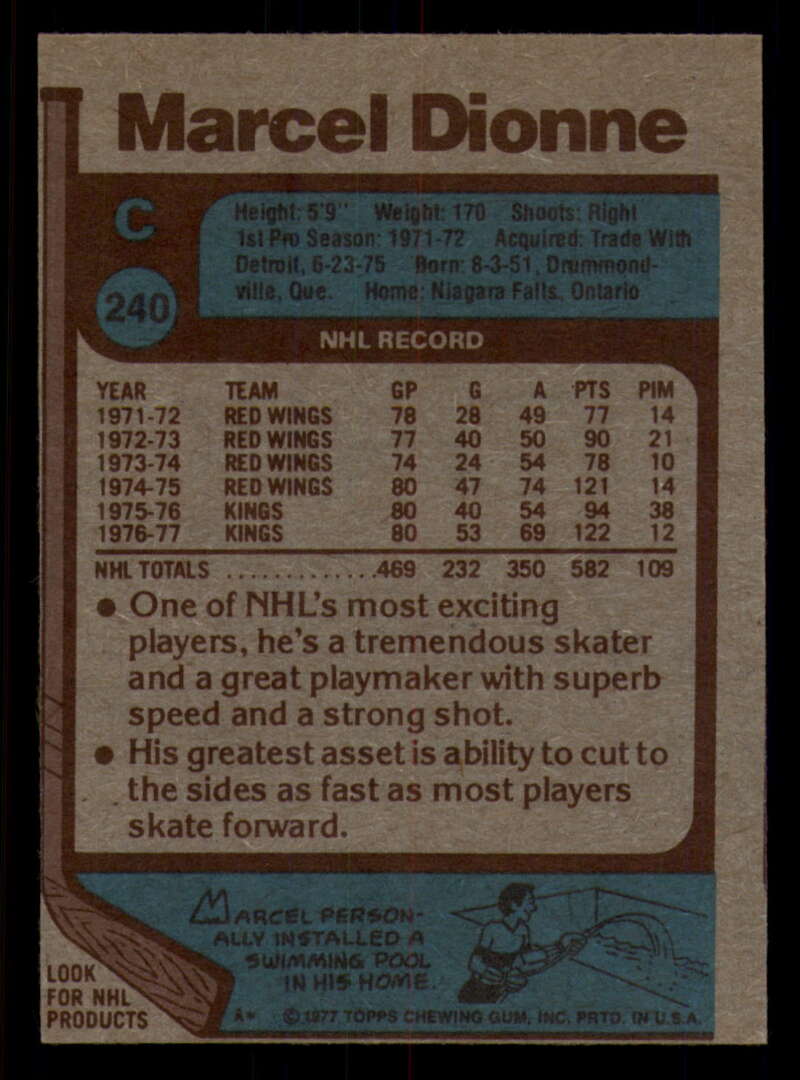 Marcel Dionne
C
Height: 5'9" Weight: 170 Shoots: Right
1st Pro Season: 1971-72 Acquired: Trade With
Detroit, 6-23-75 Born: 8-3-51, Drummond-
ville, Que. Home: Niagara Falls, Ontario
240
NHL RECORD
YEAR TEAM GP G A PTS PIM
1971-72 RED WINGS 78 28 49 77 14
1972-73 RED WINGS 77 40 50 90 21
1973-74 RED WINGS 74 24 54 78 10
1974-75 RED WINGS 80 47 74 121 14
1975-76 KINGS 80 40 54 94 38
1976-77 KINGS 80 53 69 122 12
NHL TOTALS .............469 232 350 582 109
● One of NHL's most exciting
players, he's a tremendous skater
and a great playmaker with superb
speed and a strong shot.
● His greatest asset is ability to cut to
the sides as fast as most players
skate forward.
MARCEL PERSON-
ALLY INSTALLED A
SWIMMING POOL
IN HIS HOME.
LOOK
FOR NHL
PRODUCTS
A* © 1977 TOPPS CHEWING GUM, INC. PRTD. IN U.S.A.